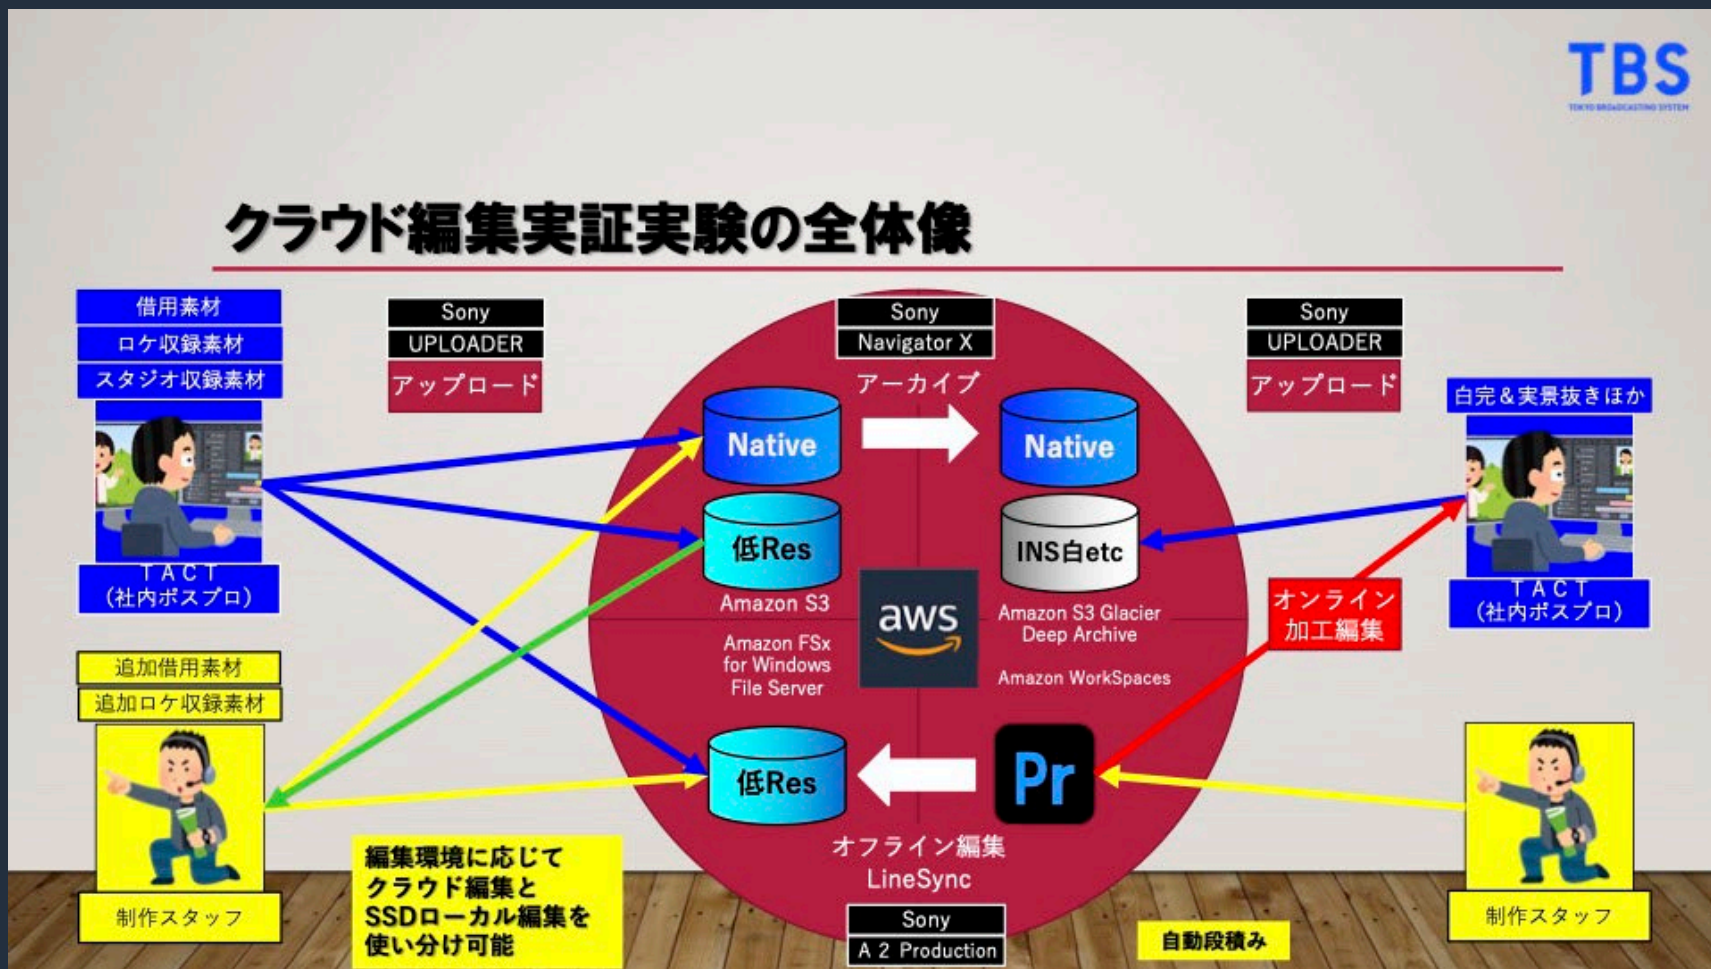 TBS
TOKYO BROADCASTING SYSTEM
クラウド編集実証実験の全体像
借用素材
ロケ収録素材
スタジオ収録素材
TACT
(社内ポスプロ)
追加借用素材
追加ロケ収録素材
制作スタッフ
Sony
UPLOADER
アップロード
編集環境に応じて
クラウド編集と
SSDローカル編集を
使い分け可能
Sony
Navigator X
アーカイブ
Native
Native
低Res
INS白etc
Amazon S3
Amazon FSx
for Windows
File Server
aws
Amazon S3 Glacier
Deep Archive
Amazon WorkSpaces
低Res
Pr
オフライン編集
LineSync
Sony
A 2 Production
Sony
UPLOADER
アップロード
白完&実景抜きほか
TACT
(社内ポスプロ)
オンライン
加工編集
自動段積み
制作スタッフ